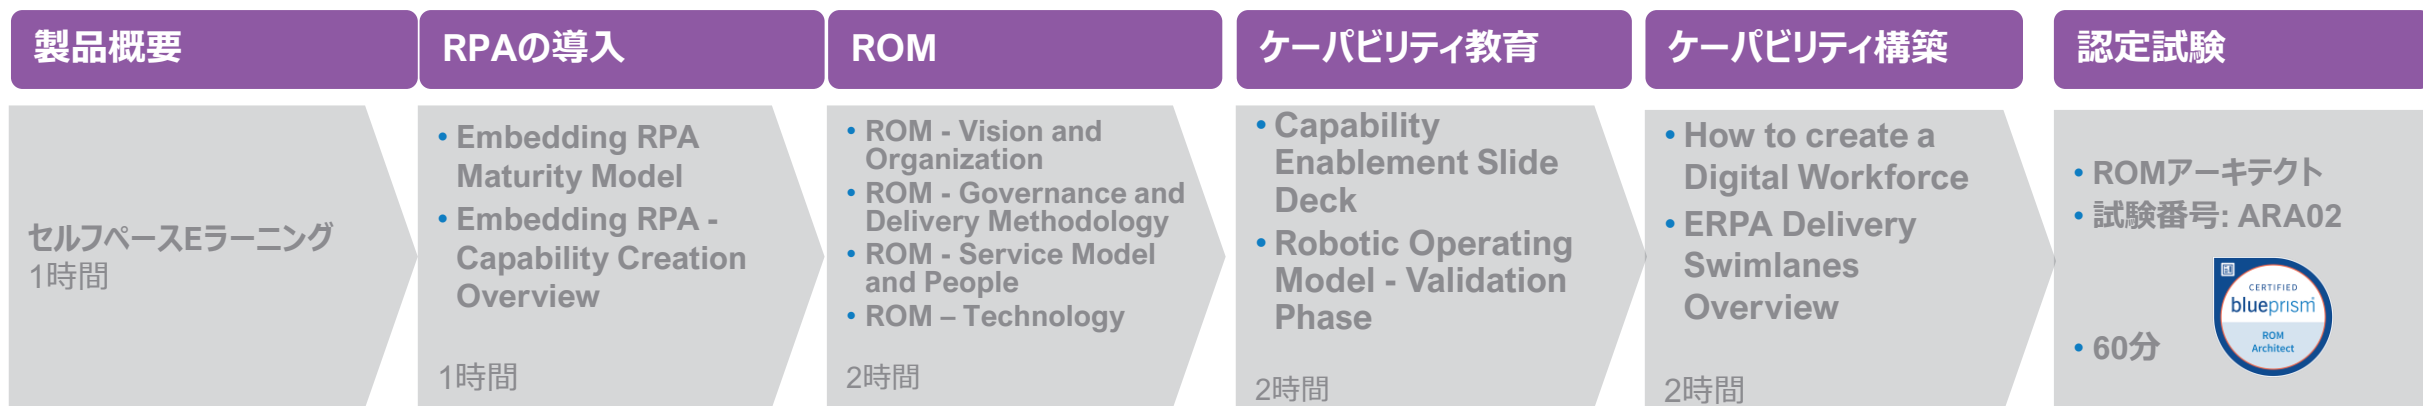 製品概要
セルフペースEラーニング
1時間
RPAの導入
• Embedding RPA
Maturity Model
• Embedding RPA -
Capability Creation
Overview
1時間
ROM
• ROM - Vision and
Organization
• ROM - Governance and
Delivery Methodology
• ROM - Service Model
and People
• ROM – Technology
2時間
ケーパビリティ教育
• Capability
Enablement Slide
Deck
• Robotic Operating
Model - Validation
Phase
2時間
ケーパビリティ構築
• How to create a
Digital Workforce
• ERPA Delivery
Swimlanes
Overview
2時間
認定試験
• ROMアーキテクト
• 試験番号: ARA02
• 60分
CERTIFIED
blueprism
ROM
Architect